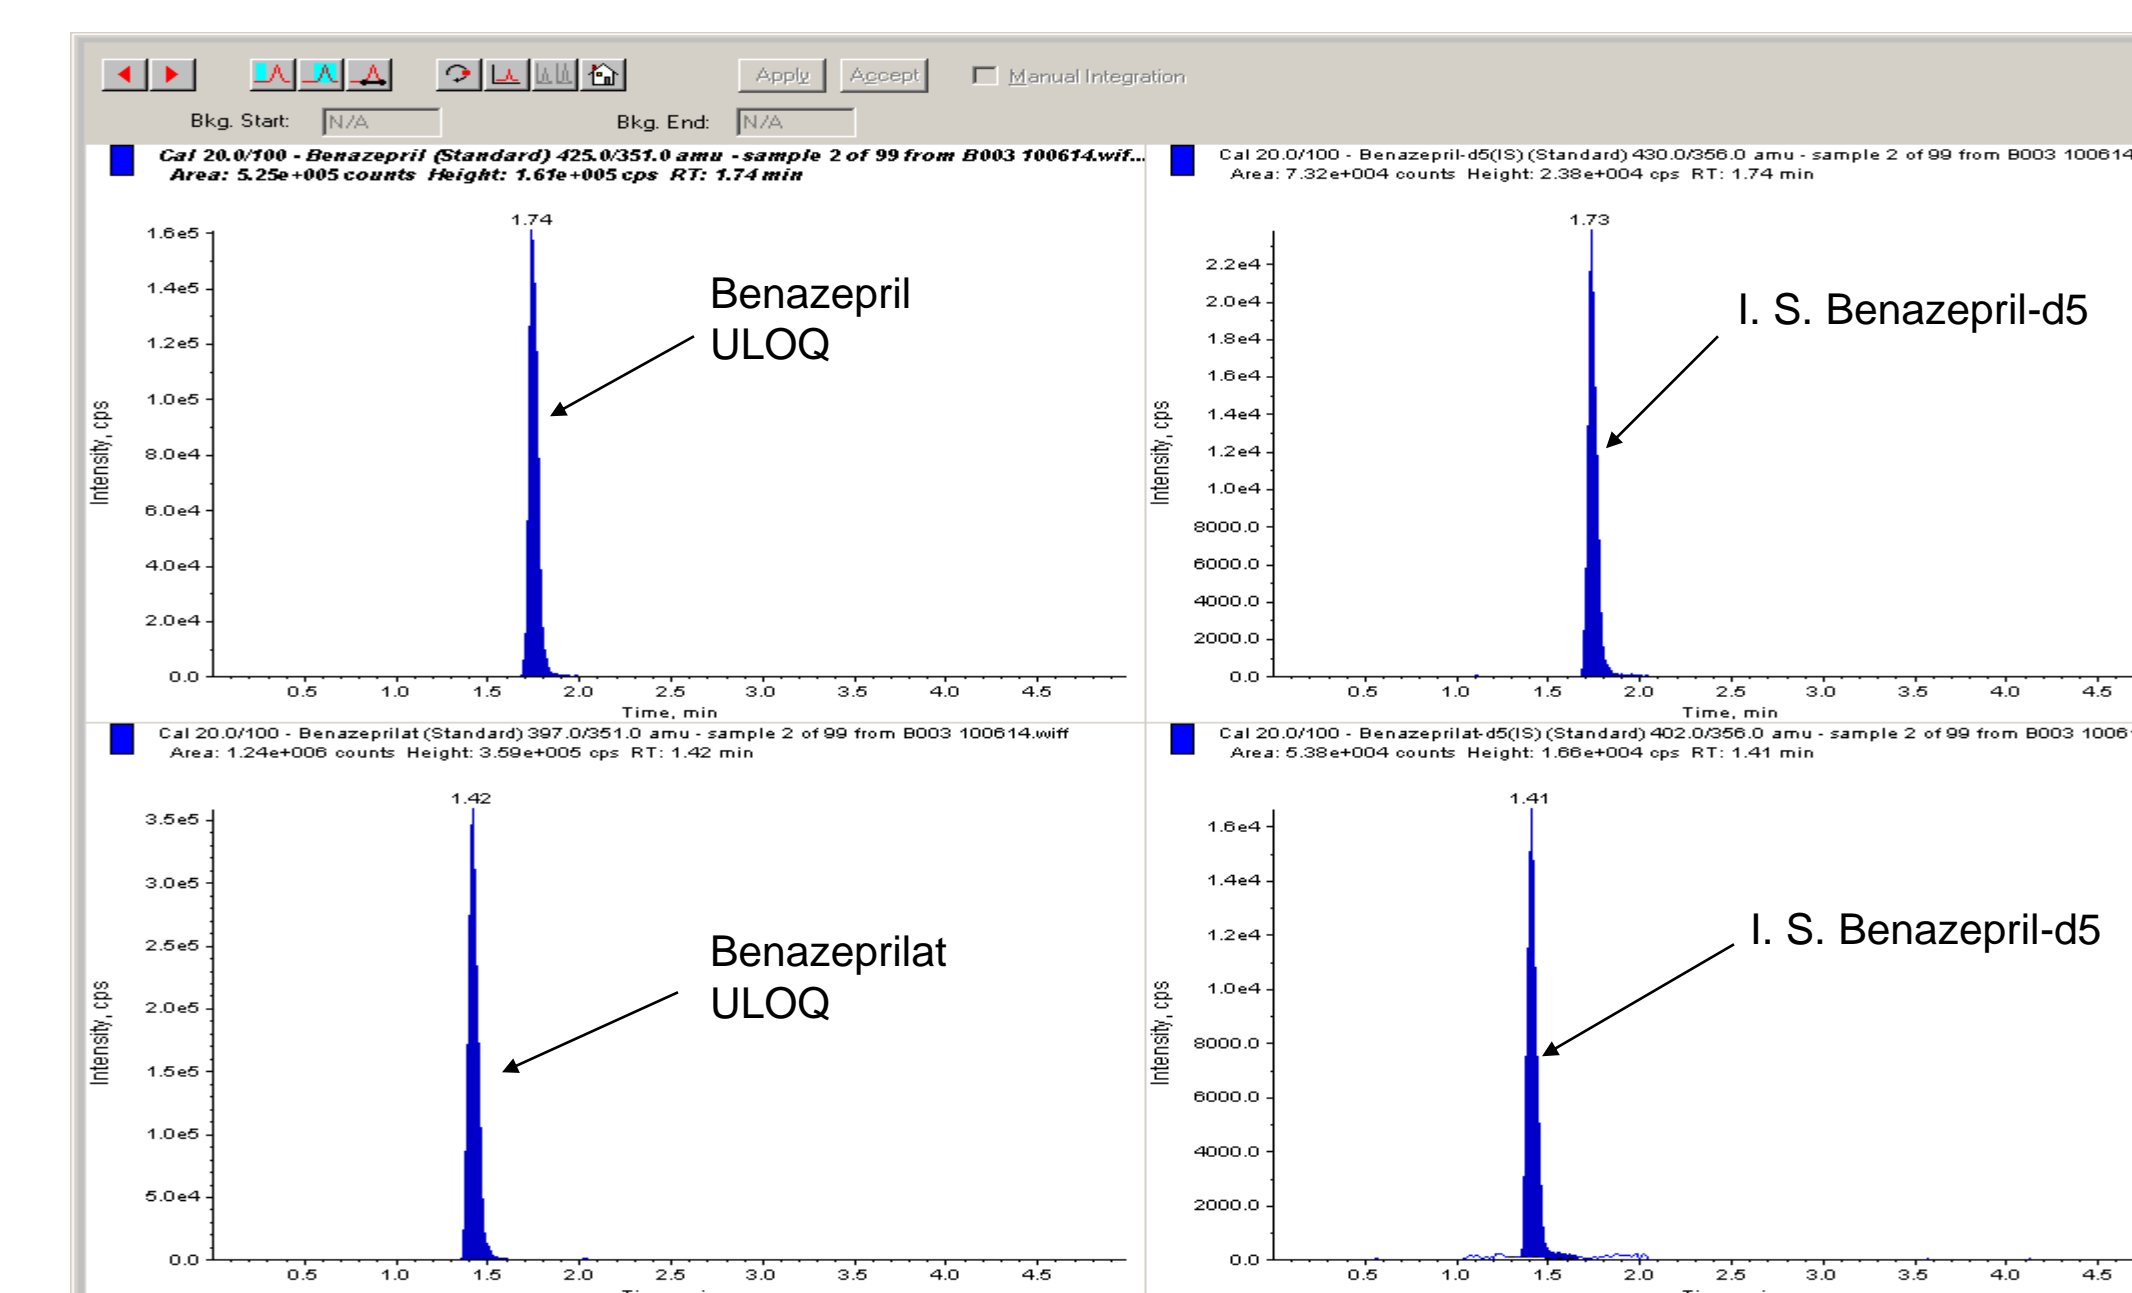 Apply Accept Manual Integration
Bkg. Start: N/A Bkg. End: N/A
Cal 20.0/100 - Benazepril (Standard) 425.0/351.0 amu - sample 2 of 99 from B003 100614.wif...
Area: 5.25e+005 counts Height: 1.61e+005 cps RT: 1.74 min
1.74
1.6e5
1.4e5
1.2e5
1.0e5
8.0e4
6.0e4
4.0e4
2.0e4
0.0
Intensity, cps
Benazepril
ULOQ
0.5 1.0 1.5 2.0 2.5 3.0 3.5 4.0 4.5
Time, min
Cal 20.0/100 - Benazepril-d5(IS) (Standard) 430.0/356.0 amu - sample 2 of 99 from B003 100614
Area: 7.32e+004 counts Height: 2.38e+004 cps RT: 1.74 min
1.73
2.2e4
2.0e4
1.8e4
1.6e4
1.4e4
1.2e4
1.0e4
8000.0
6000.0
4000.0
2000.0
0.0
Intensity, cps
I. S. Benazepril-d5
0.5 1.0 1.5 2.0 2.5 3.0 3.5 4.0 4.5
Time, min
Cal 20.0/100 - Benazeprilat (Standard) 397.0/351.0 amu - sample 2 of 99 from B003 100614.wiff
Area: 1.24e+006 counts Height: 3.59e+005 cps RT: 1.42 min
1.42
3.5e5
3.0e5
2.5e5
2.0e5
1.5e5
1.0e5
5.0e4
0.0
Intensity, cps
Benazeprilat
ULOQ
0.5 1.0 1.5 2.0 2.5 3.0 3.5 4.0 4.5
Cal 20.0/100 - Benazeprilat-d5(IS) (Standard) 402.0/356.0 amu - sample 2 of 99 from B003 1006
Area: 5.38e+004 counts Height: 1.66e+004 cps RT: 1.41 min
1.41
1.6e4
1.4e4
1.2e4
1.0e4
8000.0
6000.0
4000.0
2000.0
0.0
Intensity, cps
I. S. Benazepril-d5
0.5 1.0 1.5 2.0 2.5 3.0 3.5 4.0 4.5